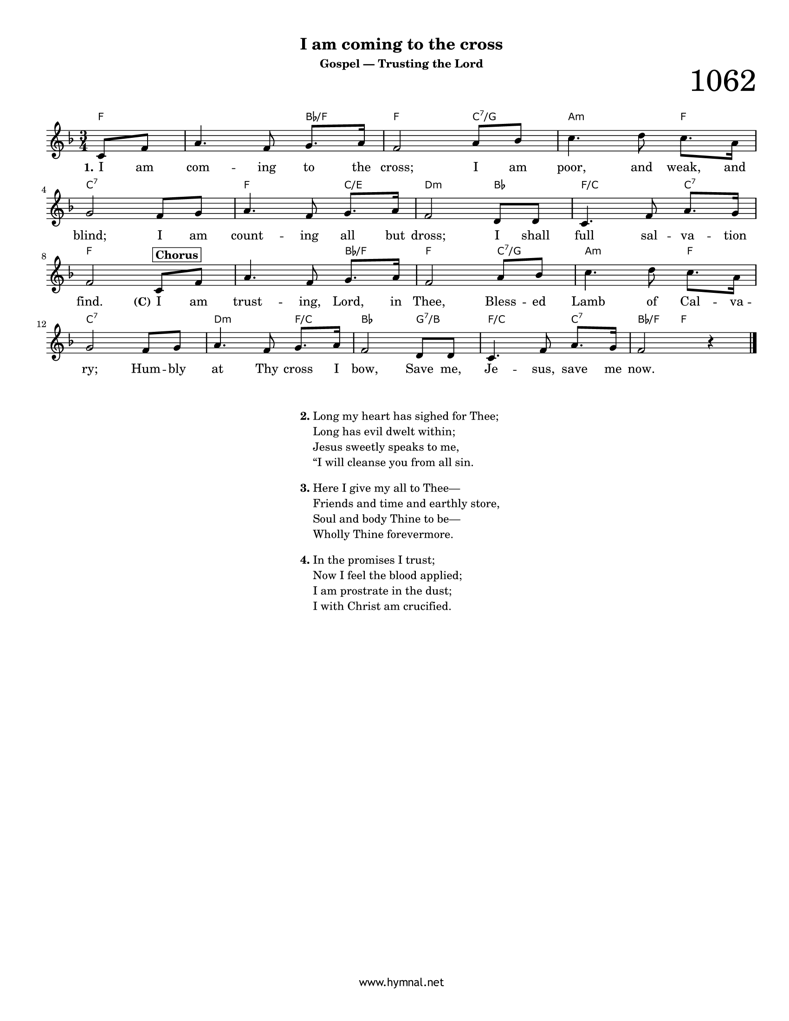 I am coming to the cross
Gospel — Trusting the Lord
1062
F B♭/F F C7/G Am F
1. I am com - ing to the cross; I am poor, and weak, and
4 C7 F C/E Dm B♭ F/C C7
blind; I am count - ing all but dross; I shall full sal - va - tion
8 F Chorus B♭/F F C7/G Am F
find. (C) I am trust - ing, Lord, in Thee, Bless - ed Lamb of Cal - va -
12 C7 Dm F/C B♭ G7/B F/C C7 B♭/F F
ry; Hum - bly at Thy cross I bow, Save me, Je - sus, save me now.
2. Long my heart has sighed for Thee;
Long has evil dwelt within;
Jesus sweetly speaks to me,
“I will cleanse you from all sin.
3. Here I give my all to Thee—
Friends and time and earthly store,
Soul and body Thine to be—
Wholly Thine forevermore.
4. In the promises I trust;
Now I feel the blood applied;
I am prostrate in the dust;
I with Christ am crucified.
www.hymnal.net